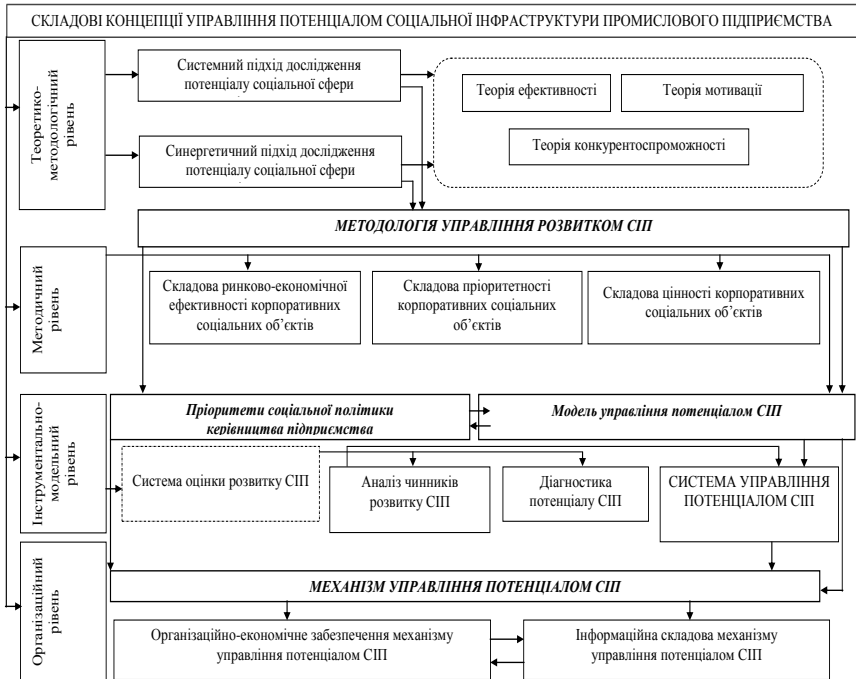 СКЛАДОВІ КОНЦЕПЦІЇ УПРАВЛІННЯ ПОТЕНЦІАЛОМ СОЦІАЛЬНОЇ ІНФРАСТРУКТУРИ ПРОМИСЛОВОГО ПІДПРИЄМСТВА
Теоретико-
методологічний
рівень
Системний підхід дослідження
потенціалу соціальної сфери
Синергетичний підхід дослідження
потенціалу соціальної сфери
Теорія ефективності
Теорія мотивації
Теорія конкурентоспроможності
МЕТОДОЛОГІЯ УПРАВЛІННЯ РОЗВИТКОМ СІП
Методичний
рівень
Складова ринково-економічної
ефективності корпоративних
соціальних об’єктів
Складова пріоритетності
корпоративних соціальних
об’єктів
Складова цінності корпоративних
соціальних об’єктів
Інструментально-
модельний
рівень
Пріоритети соціальної політики
керівництва підприємства
Модель управління потенціалом СІП
Система оцінки розвитку СІП
Аналіз чинників
розвитку СІП
Діагностика
потенціалу СІП
СИСТЕМА УПРАВЛІННЯ
ПОТЕНЦІАЛОМ СІП
Організаційний
рівень
МЕХАНІЗМ УПРАВЛІННЯ ПОТЕНЦІАЛОМ СІП
Організаційно-економічне забезпечення механізму
управління потенціалом СІП
Інформаційна складова механізму
управління потенціалом СІП